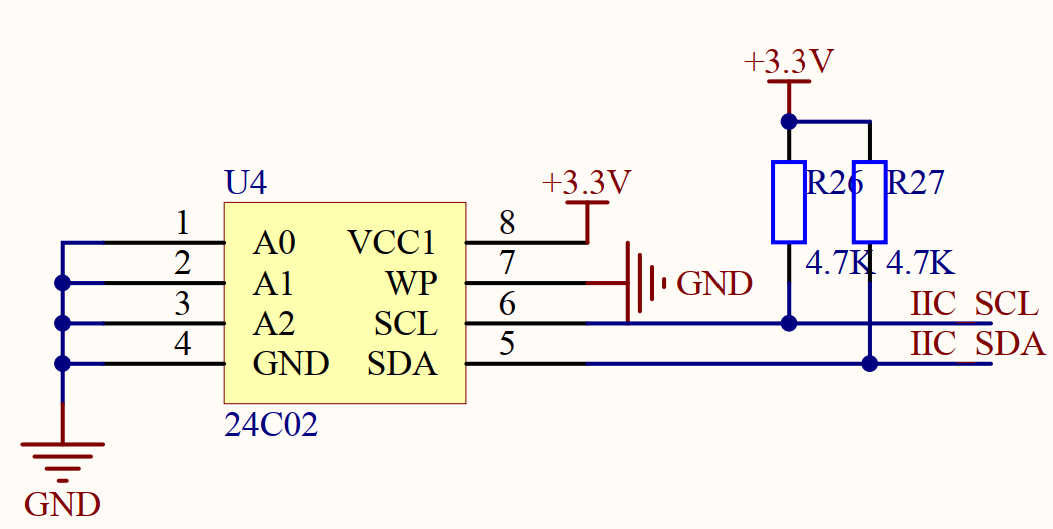 +3.3V
U4
+3.3V
R26
R27
1
A0
VCC1
8
2
A1
WP
7
GND
4.7K
4.7K
3
A2
SCL
6
IIC_SCL
4
GND
SDA
5
IIC_SDA
24C02
GND